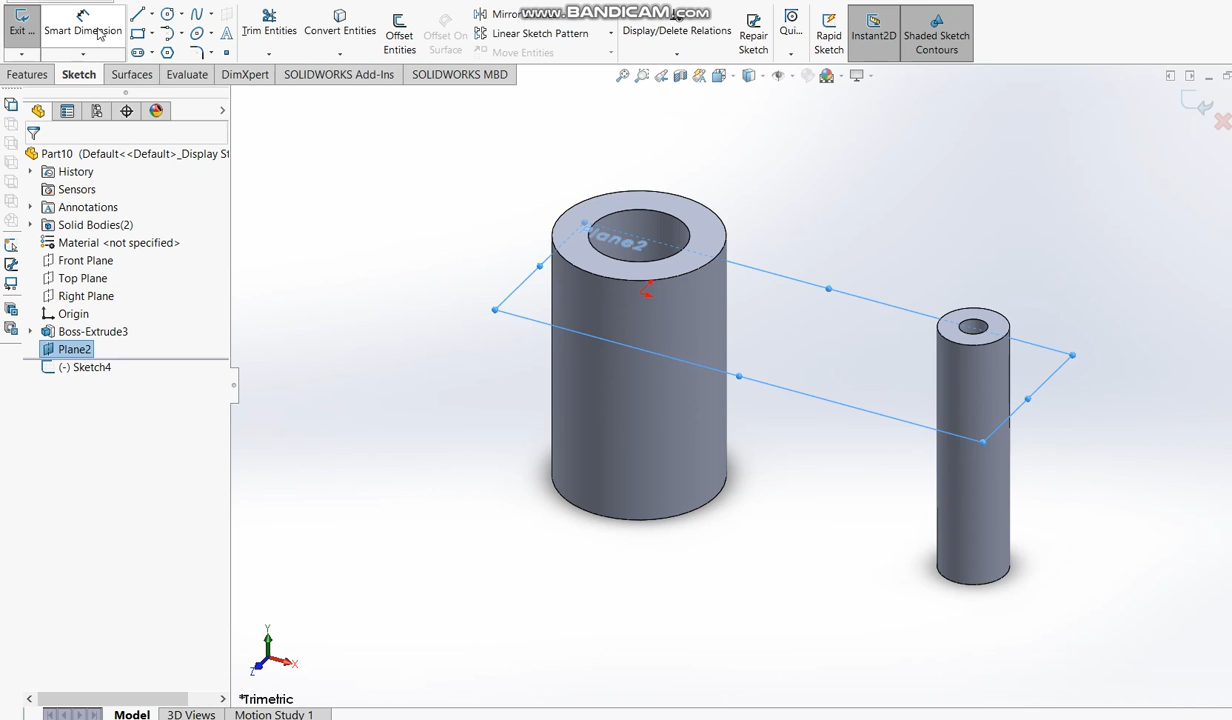 www.BANDICAM.com
Exit ...
Smart Dimension
Trim Entities
Convert Entities
Offset
Entities
Offset On
Surface
Mirror
Linear Sketch Pattern
Move Entities
Display/Delete Relations
Repair
Sketch
Qui...
Rapid
Sketch
Instant2D
Shaded Sketch
Contours
Features
Sketch
Surfaces
Evaluate
DimXpert
SOLIDWORKS Add-Ins
SOLIDWORKS MBD
Part10 (Default<<Default>_Display St
History
Sensors
Annotations
Solid Bodies(2)
Material <not specified>
Front Plane
Top Plane
Right Plane
Origin
Boss-Extrude3
Plane2
(-) Sketch4
Plane2
Y
X
Z
*Trimetric
Model
3D Views
Motion Study 1